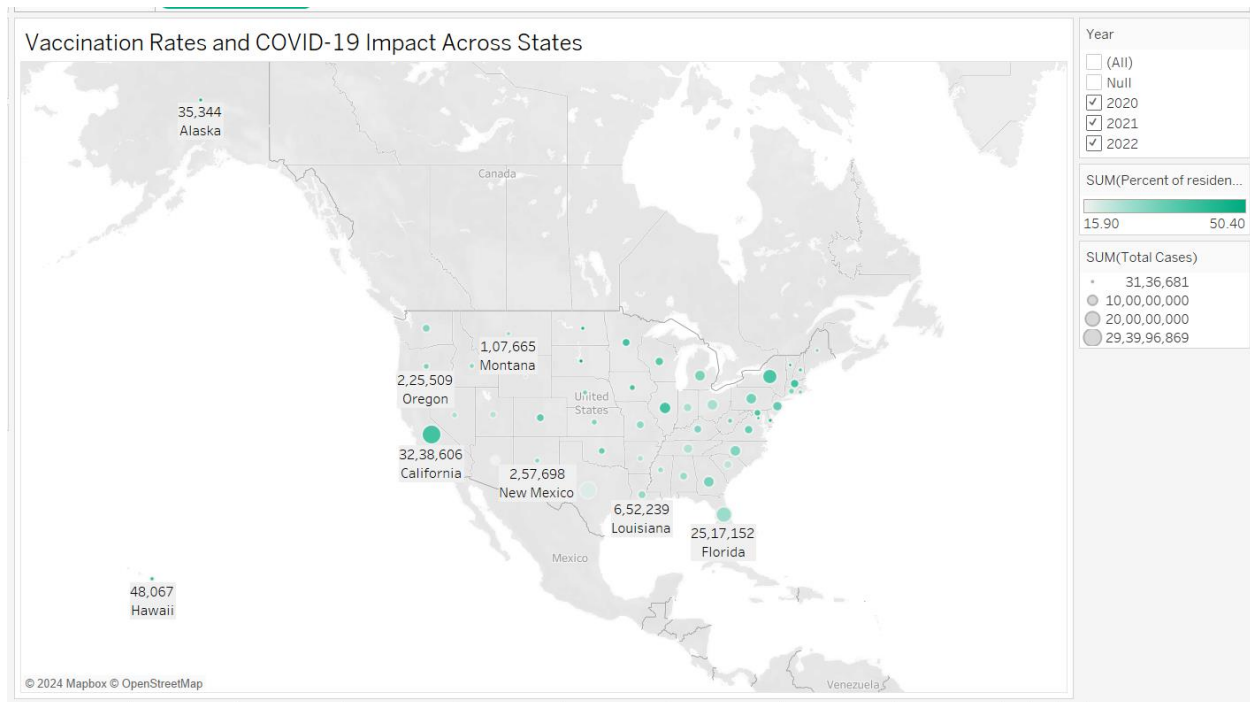 Vaccination Rates and COVID-19 Impact Across States
35,344
Alaska
Canada
1,07,665
Montana
2,25,509
Oregon
United
States
32,38,606
California
2,57,698
New Mexico
6,52,239
Louisiana
25,17,152
Florida
Mexico
48,067
Hawaii
Venezuela
© 2024 Mapbox © OpenStreetMap
Year
(All)
Null
2020
2021
2022
SUM(Percent of residen...
15.90 50.40
SUM(Total Cases)
31,36,681
10,00,00,000
20,00,00,000
29,39,96,869